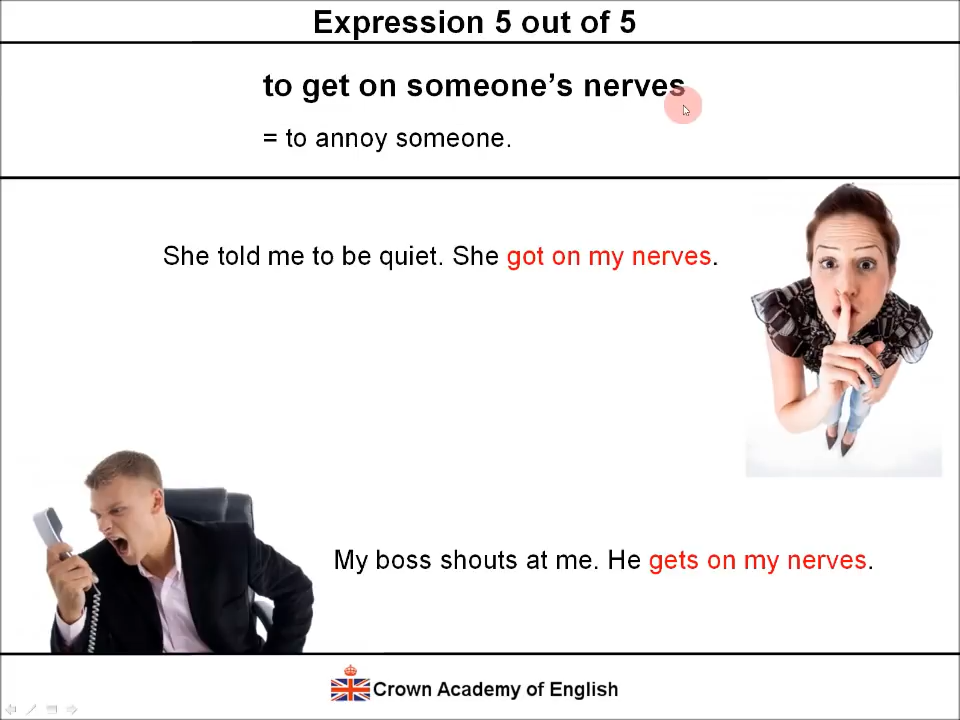 Expression 5 out of 5
to get on someone’s nerves
= to annoy someone.
She told me to be quiet. She got on my nerves.
My boss shouts at me. He gets on my nerves.
Crown Academy of English